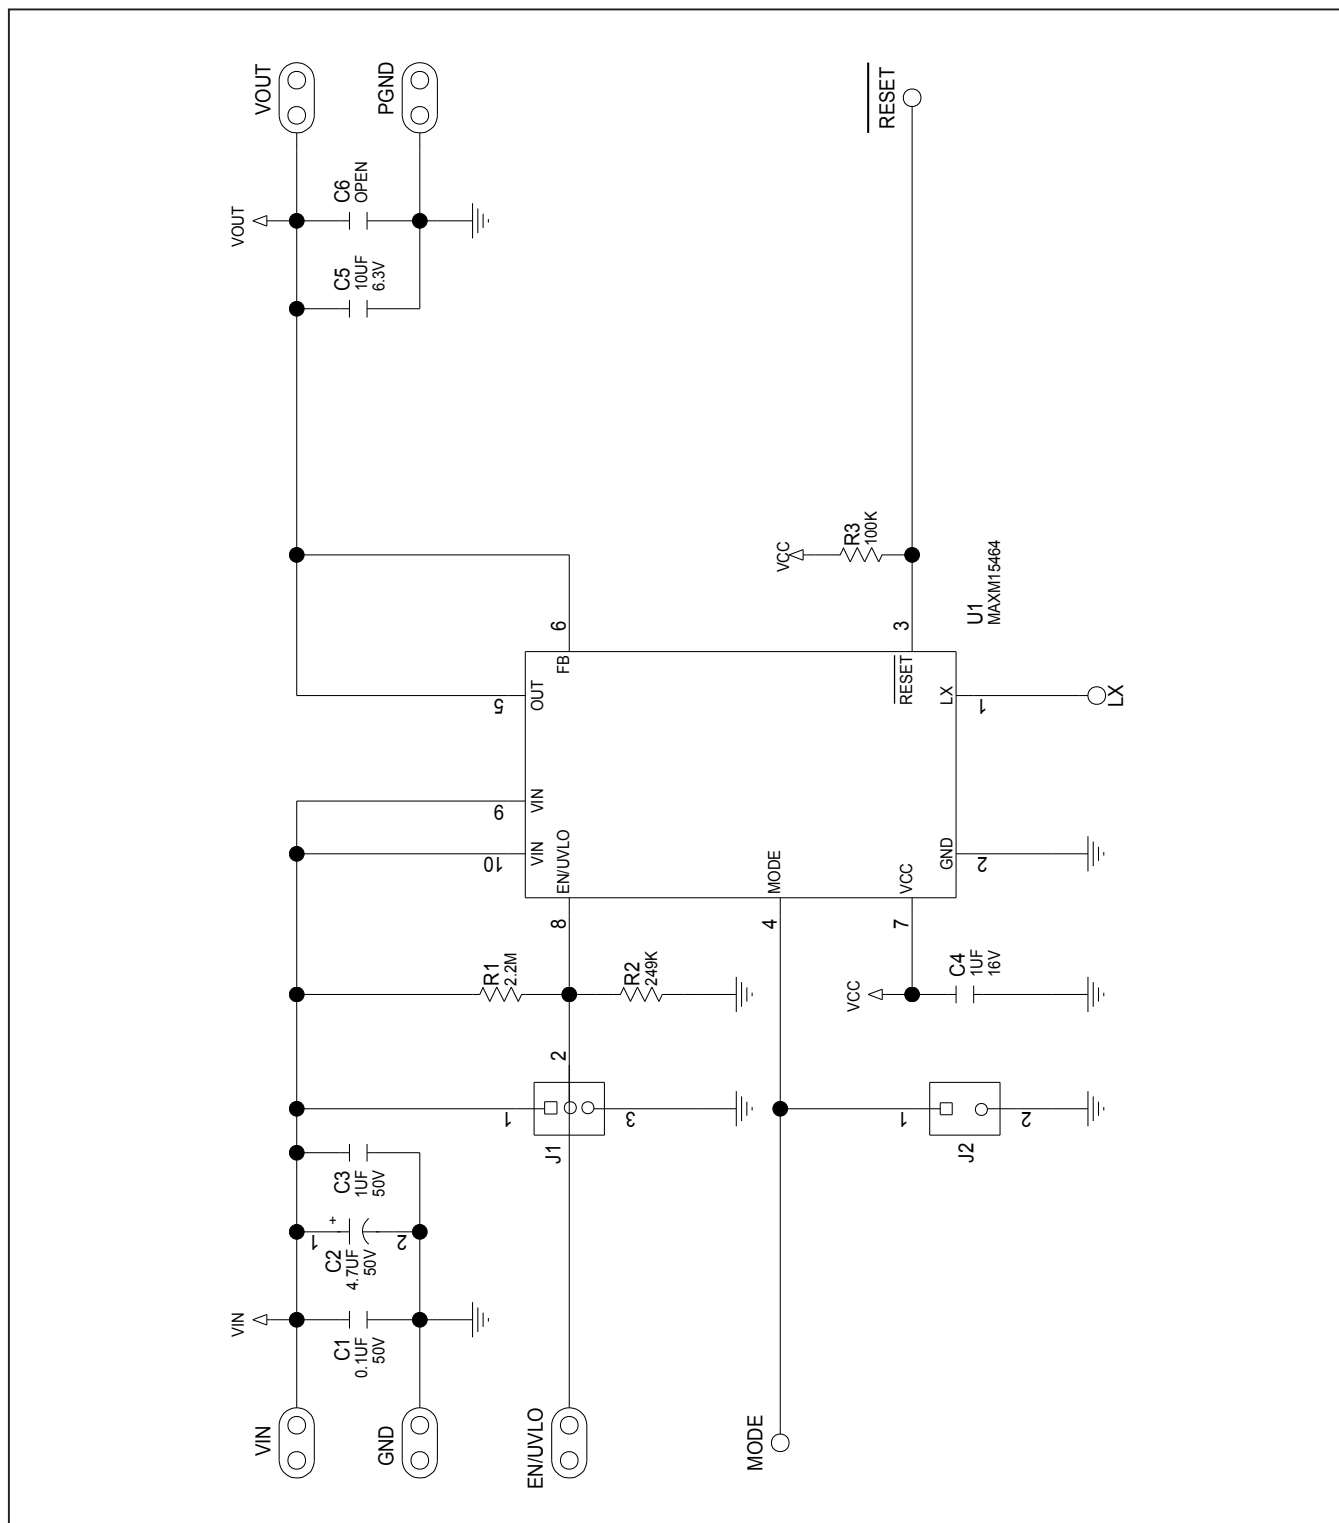 VIN
GND
EN/UVLO
MODE
VIN
C1
0.1UF
50V
1
+
2
C2
4.7UF
50V
C3
1UF
50V
J1
1
2
3
J2
1
2
R1
2.2M
R2
249K
VCC
C4
1UF
16V
10
9
8
4
7
2
VIN
VIN
EN/UVLO
MODE
VCC
GND
OUT
FB
RESET
LX
5
6
3
1
LX
U1
MAXM15464
VCC
R3
100K
C5
10UF
6.3V
C6
OPEN
VOUT
VOUT
PGND
RESET